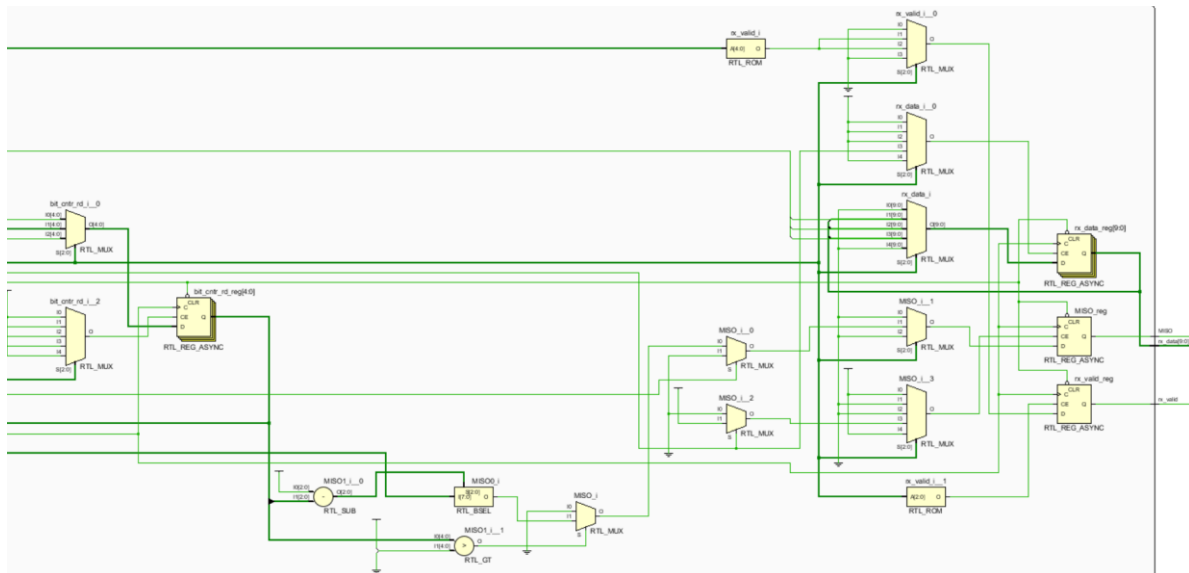 rx_valid_i__0
I0
I1
I2
I3
O
S[2:0]
RTL_MUX
rx_valid_i
A[4:0]
O
RTL_ROM
rx_data_i__0
I0
I1
I2
I3
I4
O
S[2:0]
RTL_MUX
rx_data_i
I0[9:0]
I1[9:0]
I2[9:0]
I3[9:0]
I4[9:0]
O[9:0]
S[2:0]
RTL_MUX
bit_cntr_rd_i__0
I0[4:0]
I1[4:0]
I2[4:0]
O[4:0]
S[2:0]
RTL_MUX
rx_data_reg[9:0]
CLR
C
CE
D
Q
RTL_REG_ASYNC
bit_cntr_rd_reg[4:0]
CLR
C
CE
D
Q
RTL_REG_ASYNC
bit_cntr_rd_i__2
I0
I1
I2
I3
I4
O
S[2:0]
RTL_MUX
MISO_i__1
I0
I1
I2
O
S[2:0]
RTL_MUX
MISO_reg
CLR
C
CE
D
Q
RTL_REG_ASYNC
MISO
rx_data[9:0]
MISO_i__0
I0
I1
O
S
RTL_MUX
MISO_i__3
I0
I1
I2
I3
I4
O
S[2:0]
RTL_MUX
rx_valid_reg
CLR
C
CE
D
Q
RTL_REG_ASYNC
rx_valid
MISO_i__2
I0
I1
O
S
RTL_MUX
MISO1_i__0
I0[2:0]
I1[2:0]
O[2:0]
-
RTL_SUB
MISO0_i
S[2:0]
I[7:0]
O
RTL_BSEL
MISO_i
I0
I1
O
S
RTL_MUX
rx_valid_i__1
A[2:0]
O
RTL_ROM
MISO1_i__1
I0[4:0]
I1[4:0]
O
>
RTL_GT